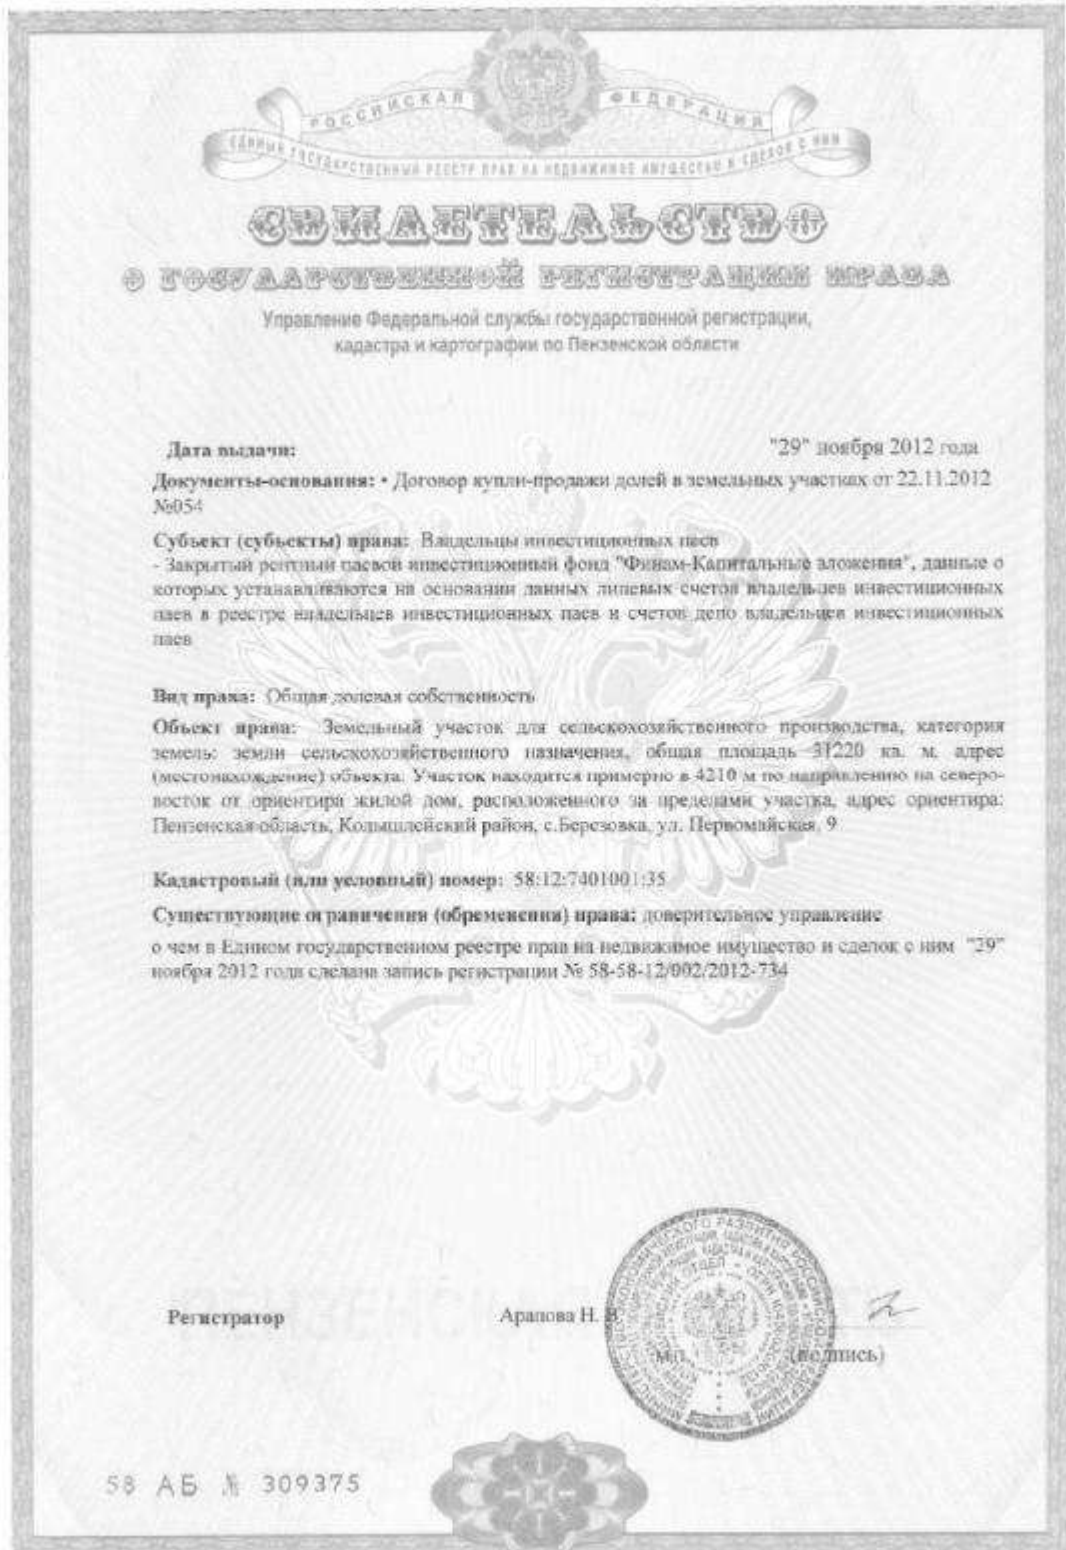 РОССИЙСКАЯ ФЕДЕРАЦИЯ
ЕДИНЫЙ ГОСУДАРСТВЕННЫЙ РЕЕСТР ПРАВ НА НЕДВИЖИМОЕ ИМУЩЕСТВО И СДЕЛОК С НИМ
СВИДЕТЕЛЬСТВО
О ГОСУДАРСТВЕННОЙ РЕГИСТРАЦИИ ПРАВА
Управление Федеральной службы государственной регистрации,
кадастра и картографии по Пензенской области
Дата выдачи: "29" ноября 2012 года
Документы-основания: • Договор купли-продажи долей в земельных участках от 22.11.2012
№054
Субъект (субъекты) права: Владельцы инвестиционных паев
- Закрытый рентный паевой инвестиционный фонд "Финам-Капитальные вложения", данные о
которых устанавливаются на основании данных лицевых счетов владельцев инвестиционных
паев в реестре владельцев инвестиционных паев и счетов депо владельцев инвестиционных
паев
Вид права: Общая долевая собственность
Объект права: Земельный участок для сельскохозяйственного производства, категория
земель: земли сельскохозяйственного назначения, общая площадь 31220 кв. м, адрес
(местонахождение) объекта: Участок находится примерно в 4210 м по направлению на северо-
восток от ориентира жилой дом, расположенного за пределами участка, адрес ориентира:
Пензенская область, Колышлейский район, с.Березовка, ул. Первомайская, 9
Кадастровый (или условный) номер: 58:12:7401001:35
Существующие ограничения (обременения) права: доверительное управление
о чем в Едином государственном реестре прав на недвижимое имущество и сделок с ним "29"
ноября 2012 года сделана запись регистрации № 58-58-12/002/2012-734
Регистратор Арапова Н. В.
М.П. (подпись)
58 АБ № 309375